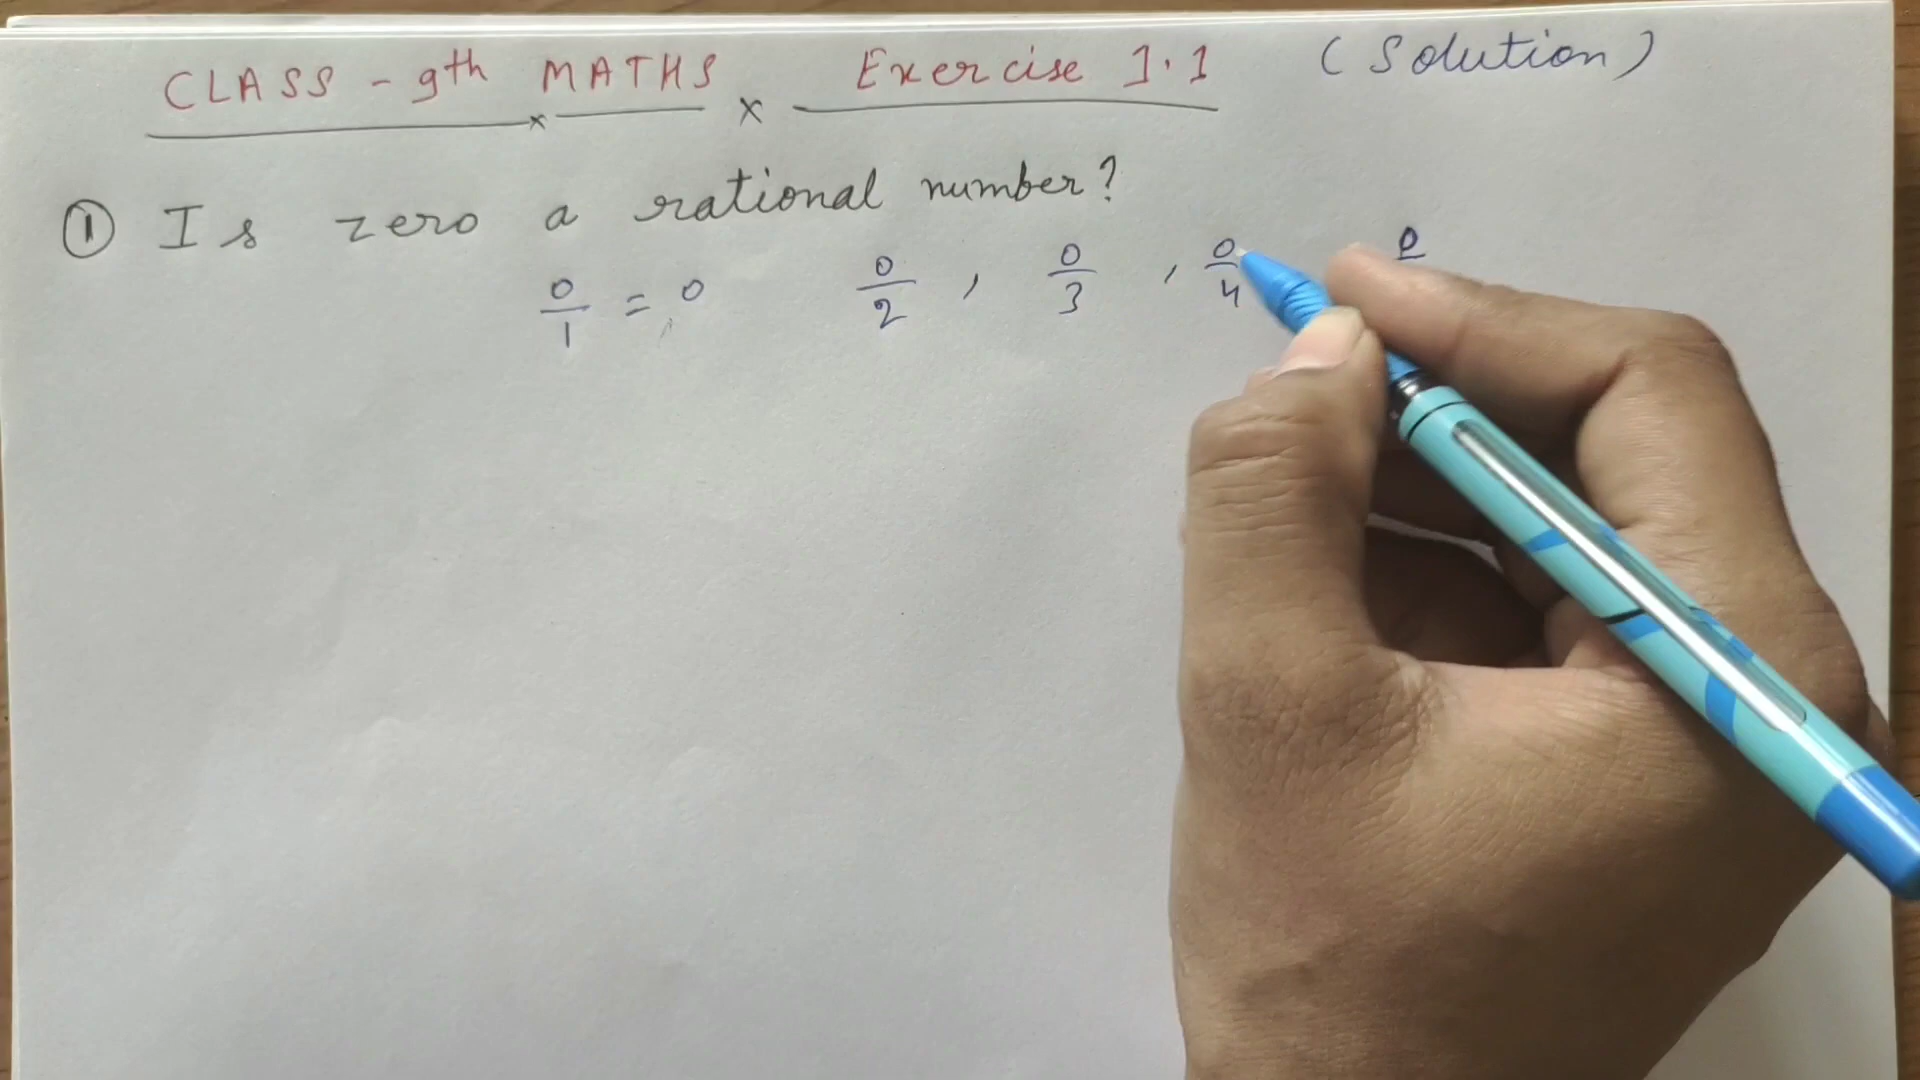 CLASS - 9th MATHS Exercise 1.1 (Solution)
① Is zero a rational number?
0/1 = 0 0/2 , 0/3 , 0/4 0